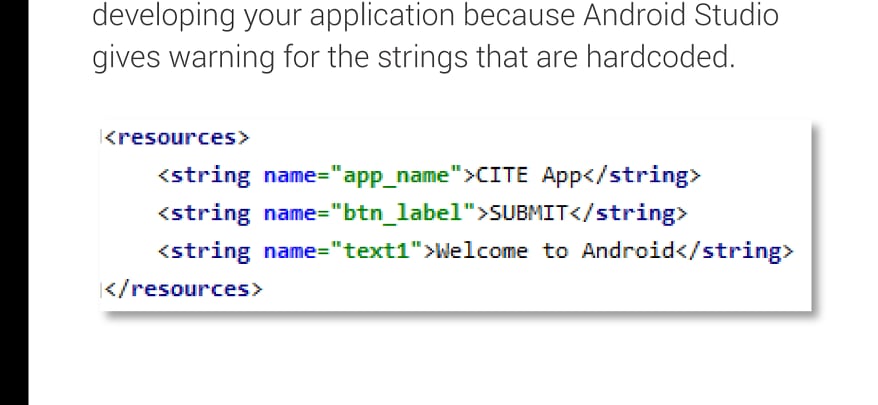 developing your application because Android Studio
gives warning for the strings that are hardcoded.
<resources>
<string name="app_name">CITE App</string>
<string name="btn_label">SUBMIT</string>
<string name="text1">Welcome to Android</string>
</resources>